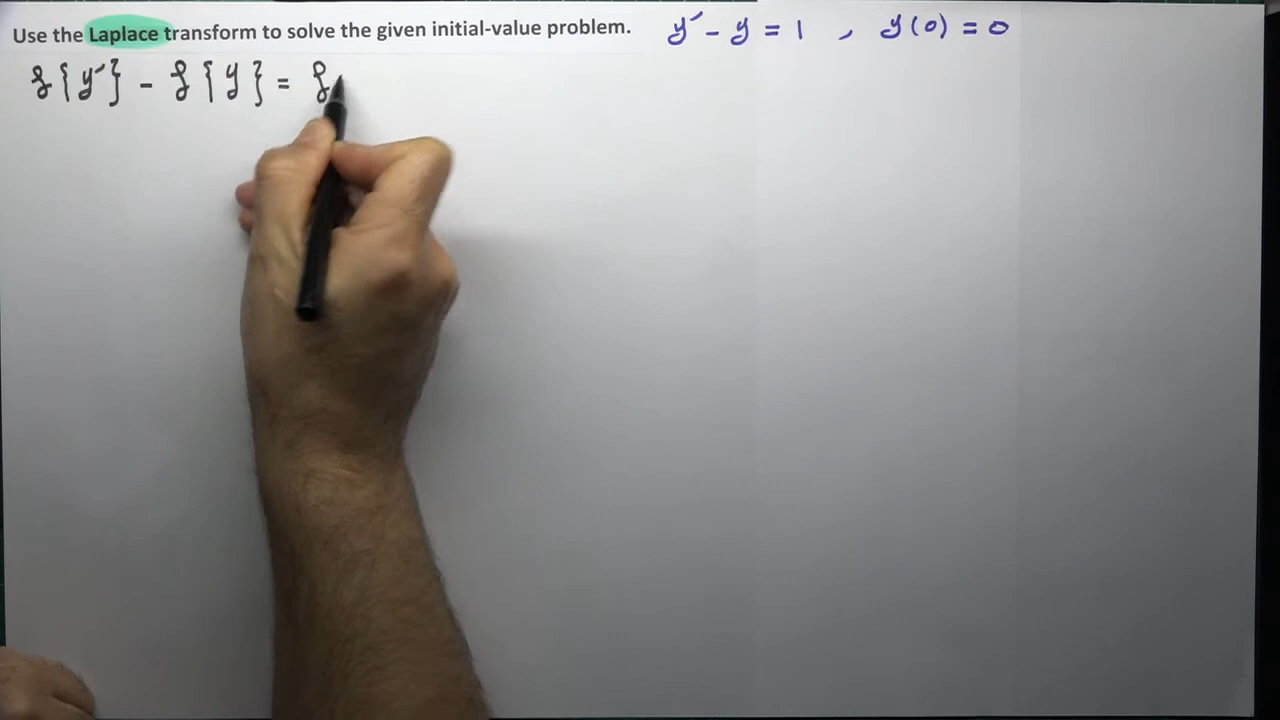 Use the Laplace transform to solve the given initial-value problem. y′ - y = 1 , y(0) = 0
ℒ{y′} - ℒ{y} = ℒ